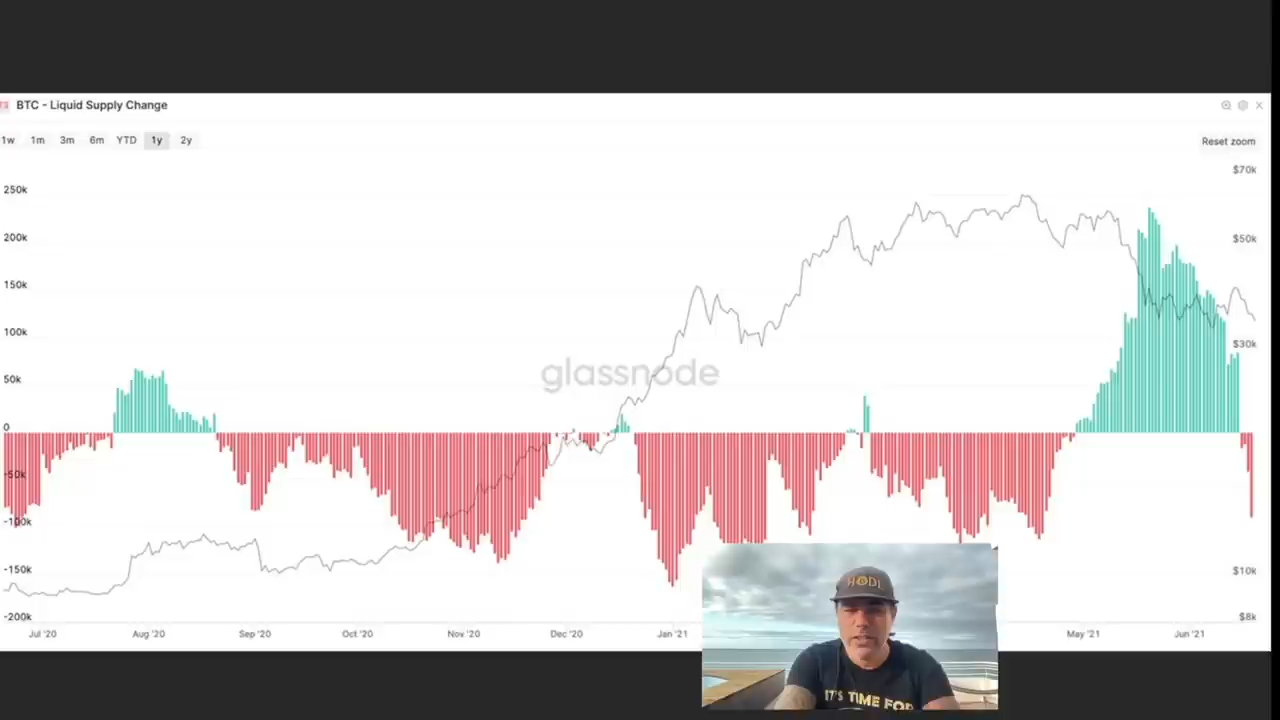 BTC - Liquid Supply Change
1w 1m 3m 6m YTD 1y 2y
Reset zoom
$70k
250k
200k
$50k
150k
100k
$30k
glassnode
50k
0
-50k
-100k
-150k
$10k
-200k
$8k
Jul '20 Aug '20 Sep '20 Oct '20 Nov '20 Dec '20 Jan '21 May '21 Jun '21
HODL
IT'S TIME FOR